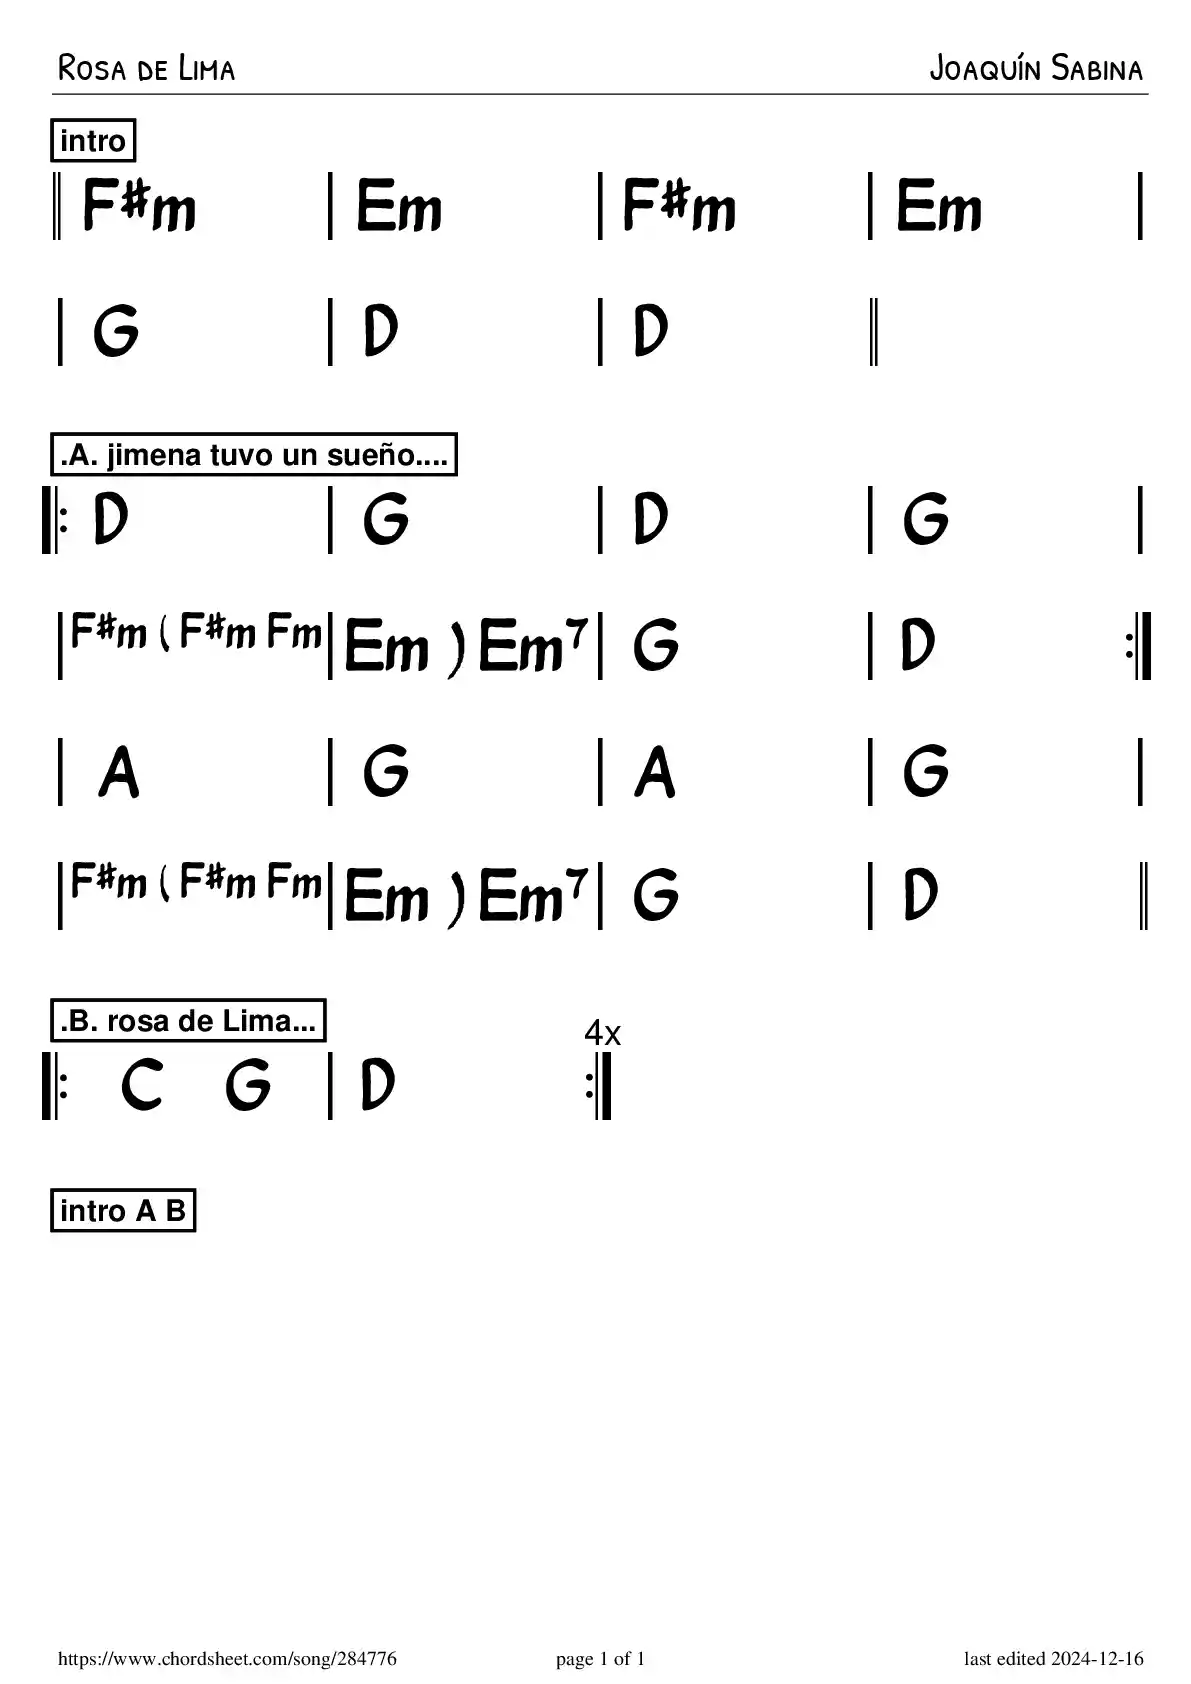 Rosa de Lima Joaquín Sabina
intro
F#m Em F#m Em
G D D
.A. jimena tuvo un sueño....
D G D G
F#m ( F#m Fm Em ) Em7 G D
A G A G
F#m ( F#m Fm Em ) Em7 G D
.B. rosa de Lima... 4x
C G D
intro A B
https://www.chordsheet.com/song/284776 page 1 of 1 last edited 2024-12-16